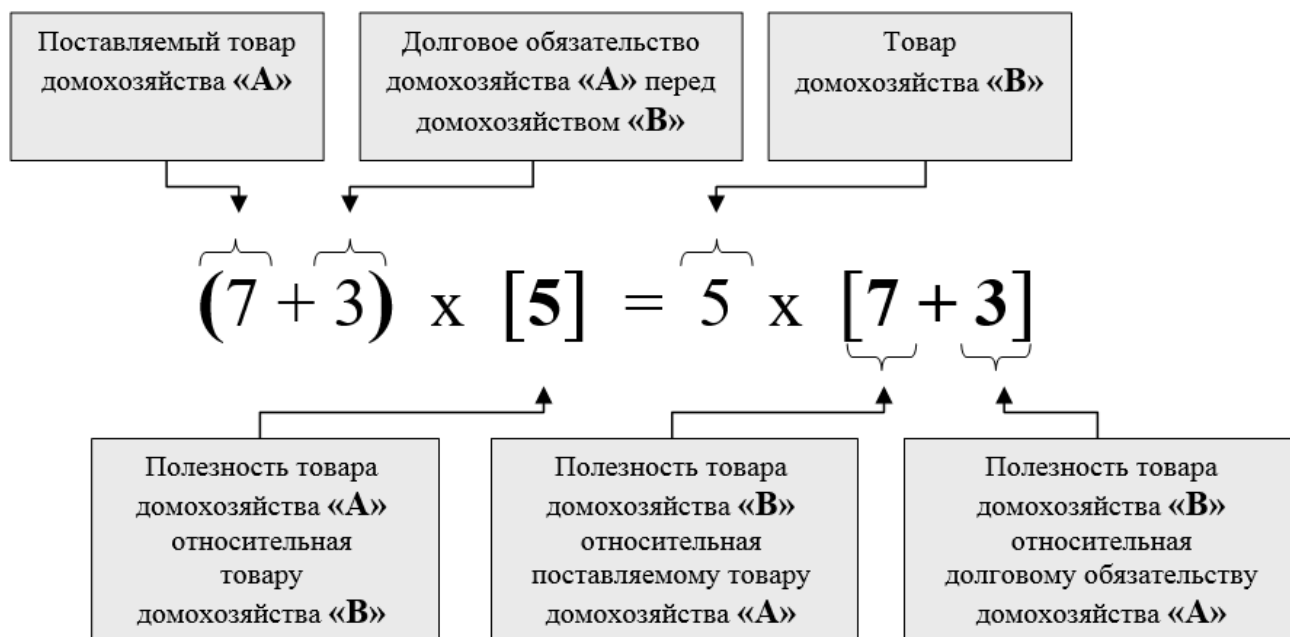 Поставляемый товар
домохозяйства «А»
Долговое обязательство
домохозяйства «А» перед
домохозяйством «В»
Товар
домохозяйства «В»
(7 + 3) x [5] = 5 x [7 + 3]
Полезность товара
домохозяйства «А»
относительная
товару
домохозяйства «В»
Полезность товара
домохозяйства «В»
относительная
поставляемому товару
домохозяйства «А»
Полезность товара
домохозяйства «В»
относительная
долговому обязательству
домохозяйства «А»